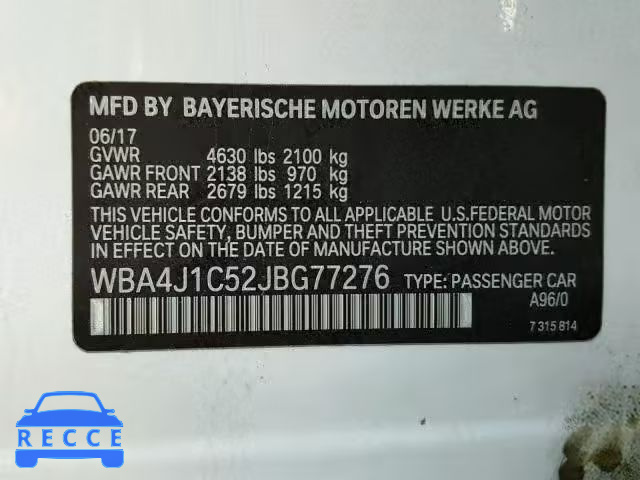 MFD BY BAYERISCHE MOTOREN WERKE AG
06/17
GVWR 4630 lbs 2100 kg
GAWR FRONT 2138 lbs 970 kg
GAWR REAR 2679 lbs 1215 kg
THIS VEHICLE CONFORMS TO ALL APPLICABLE U.S.FEDERAL MOTOR
VEHICLE SAFETY, BUMPER AND THEFT PREVENTION STANDARDS
IN EFFECT ON THE DATE OF MANUFACTURE SHOWN ABOVE.
WBA4J1C52JBG77276 TYPE: PASSENGER CAR
A96/0
7 315 814
RECCE